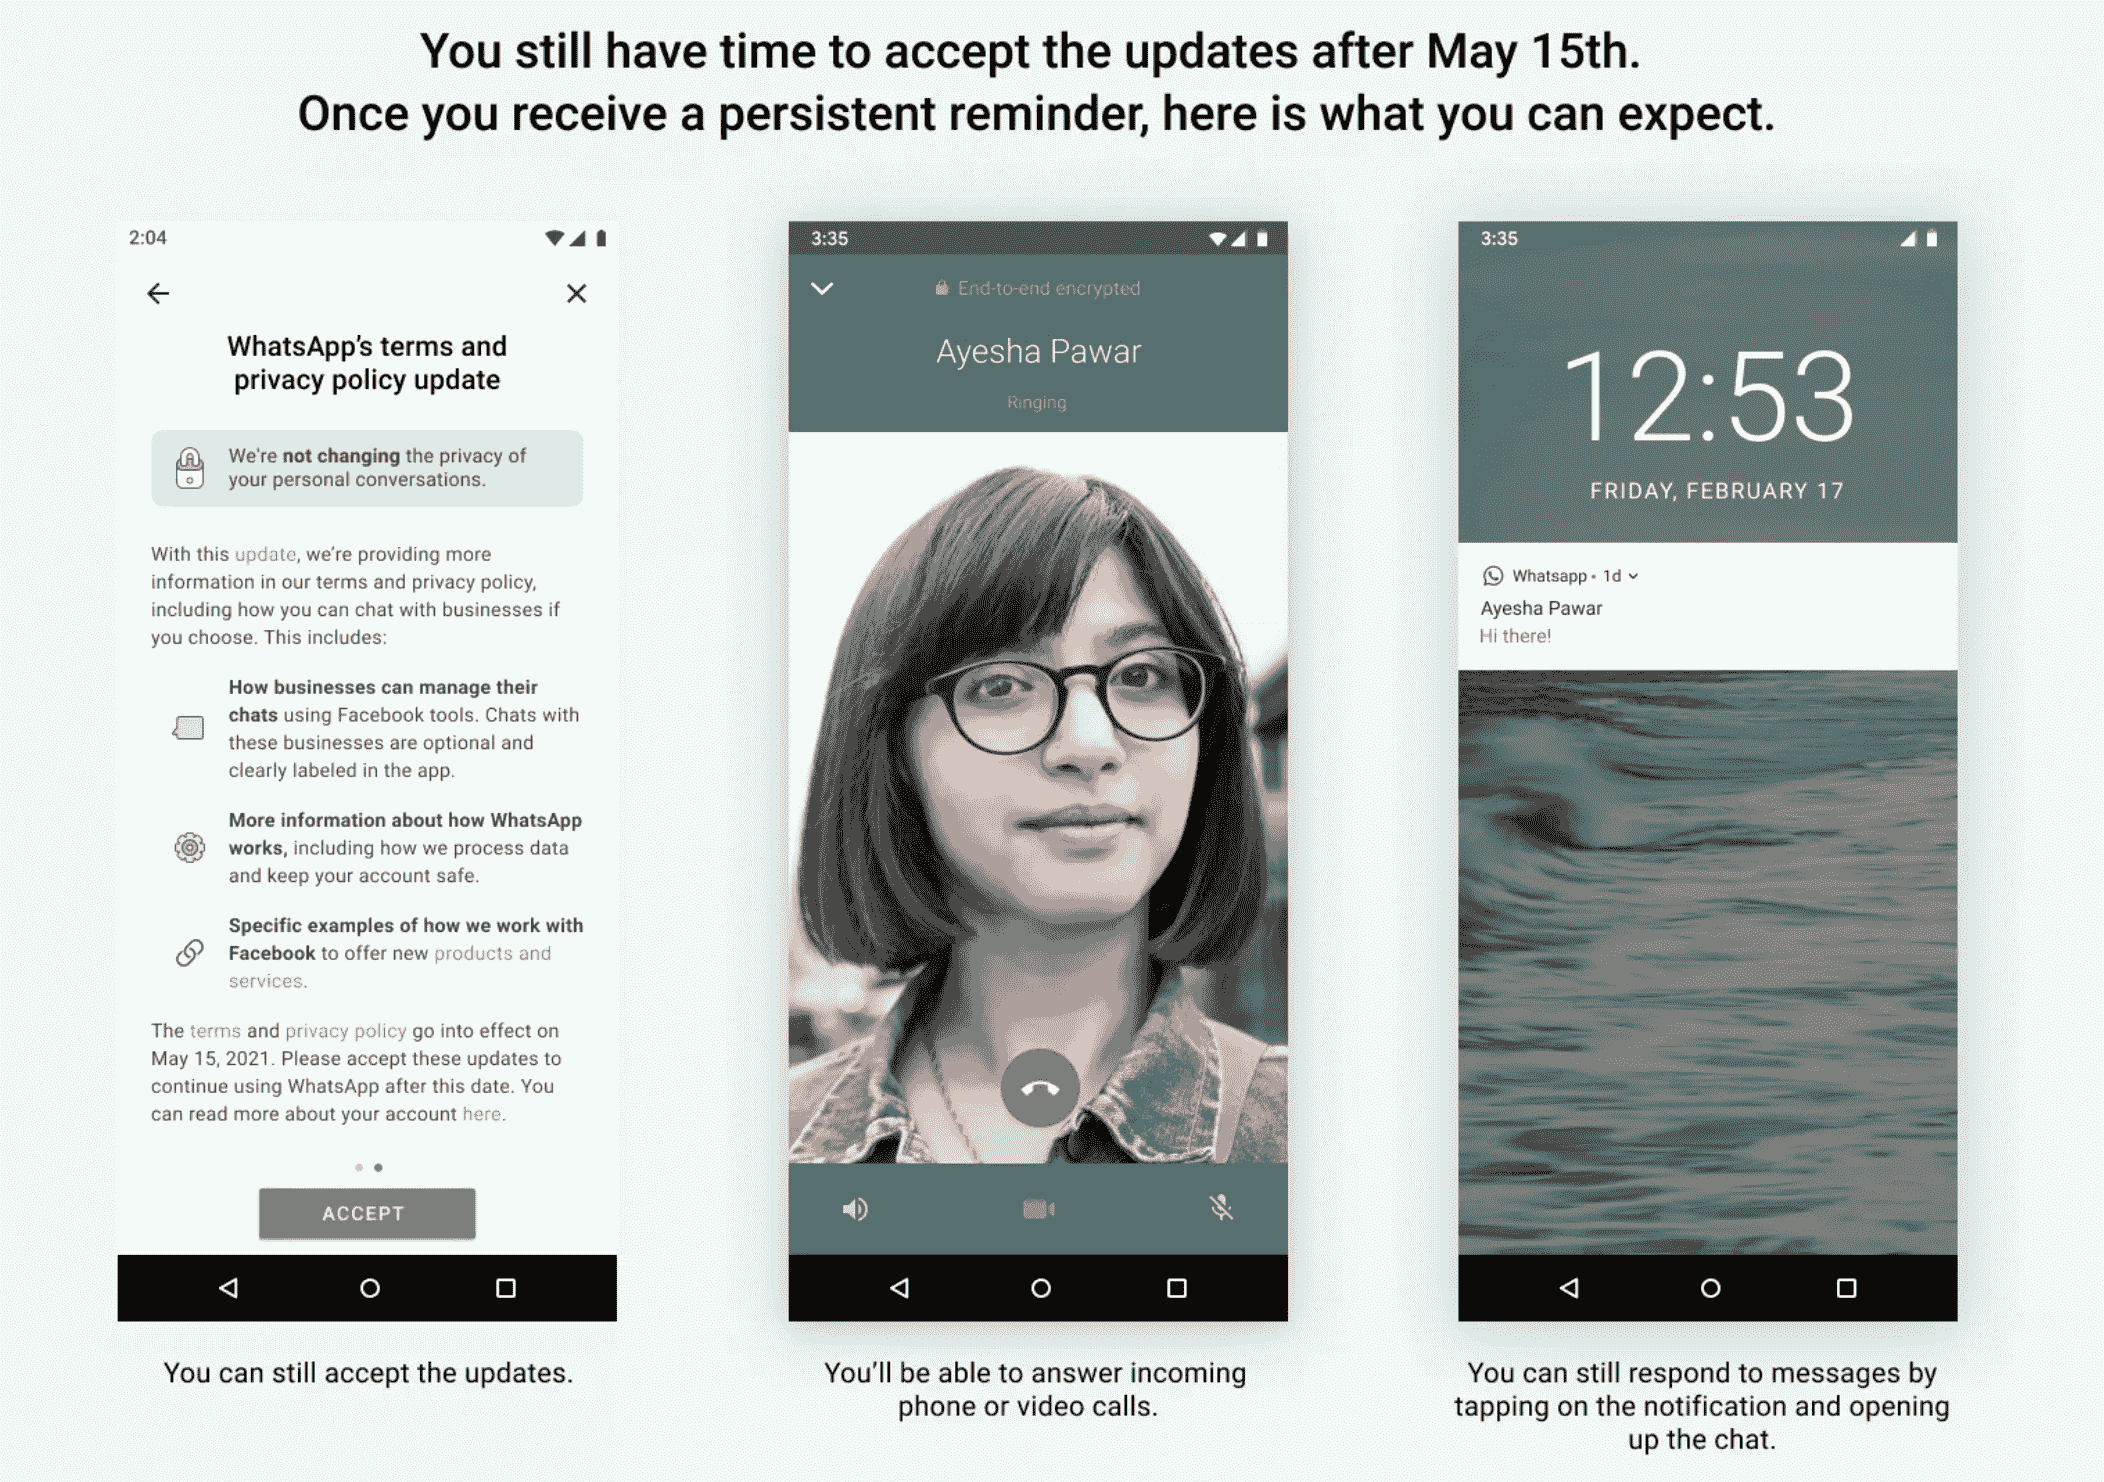 You still have time to accept the updates after May 15th.
Once you receive a persistent reminder, here is what you can expect.
2:04
WhatsApp's terms and
privacy policy update
We're not changing the privacy of
your personal conversations.
With this update, we're providing more
information in our terms and privacy policy,
including how you can chat with businesses if
you choose. This includes:
How businesses can manage their
chats using Facebook tools. Chats with
these businesses are optional and
clearly labeled in the app.
More information about how WhatsApp
works, including how we process data
and keep your account safe.
Specific examples of how we work with
Facebook to offer new products and
services.
The terms and privacy policy go into effect on
May 15, 2021. Please accept these updates to
continue using WhatsApp after this date. You
can read more about your account here.
ACCEPT
You can still accept the updates.
3:35
End-to-end encrypted
Ayesha Pawar
Ringing
You'll be able to answer incoming
phone or video calls.
3:35
12:53
FRIDAY, FEBRUARY 17
Whatsapp • 1d
Ayesha Pawar
Hi there!
You can still respond to messages by
tapping on the notification and opening
up the chat.